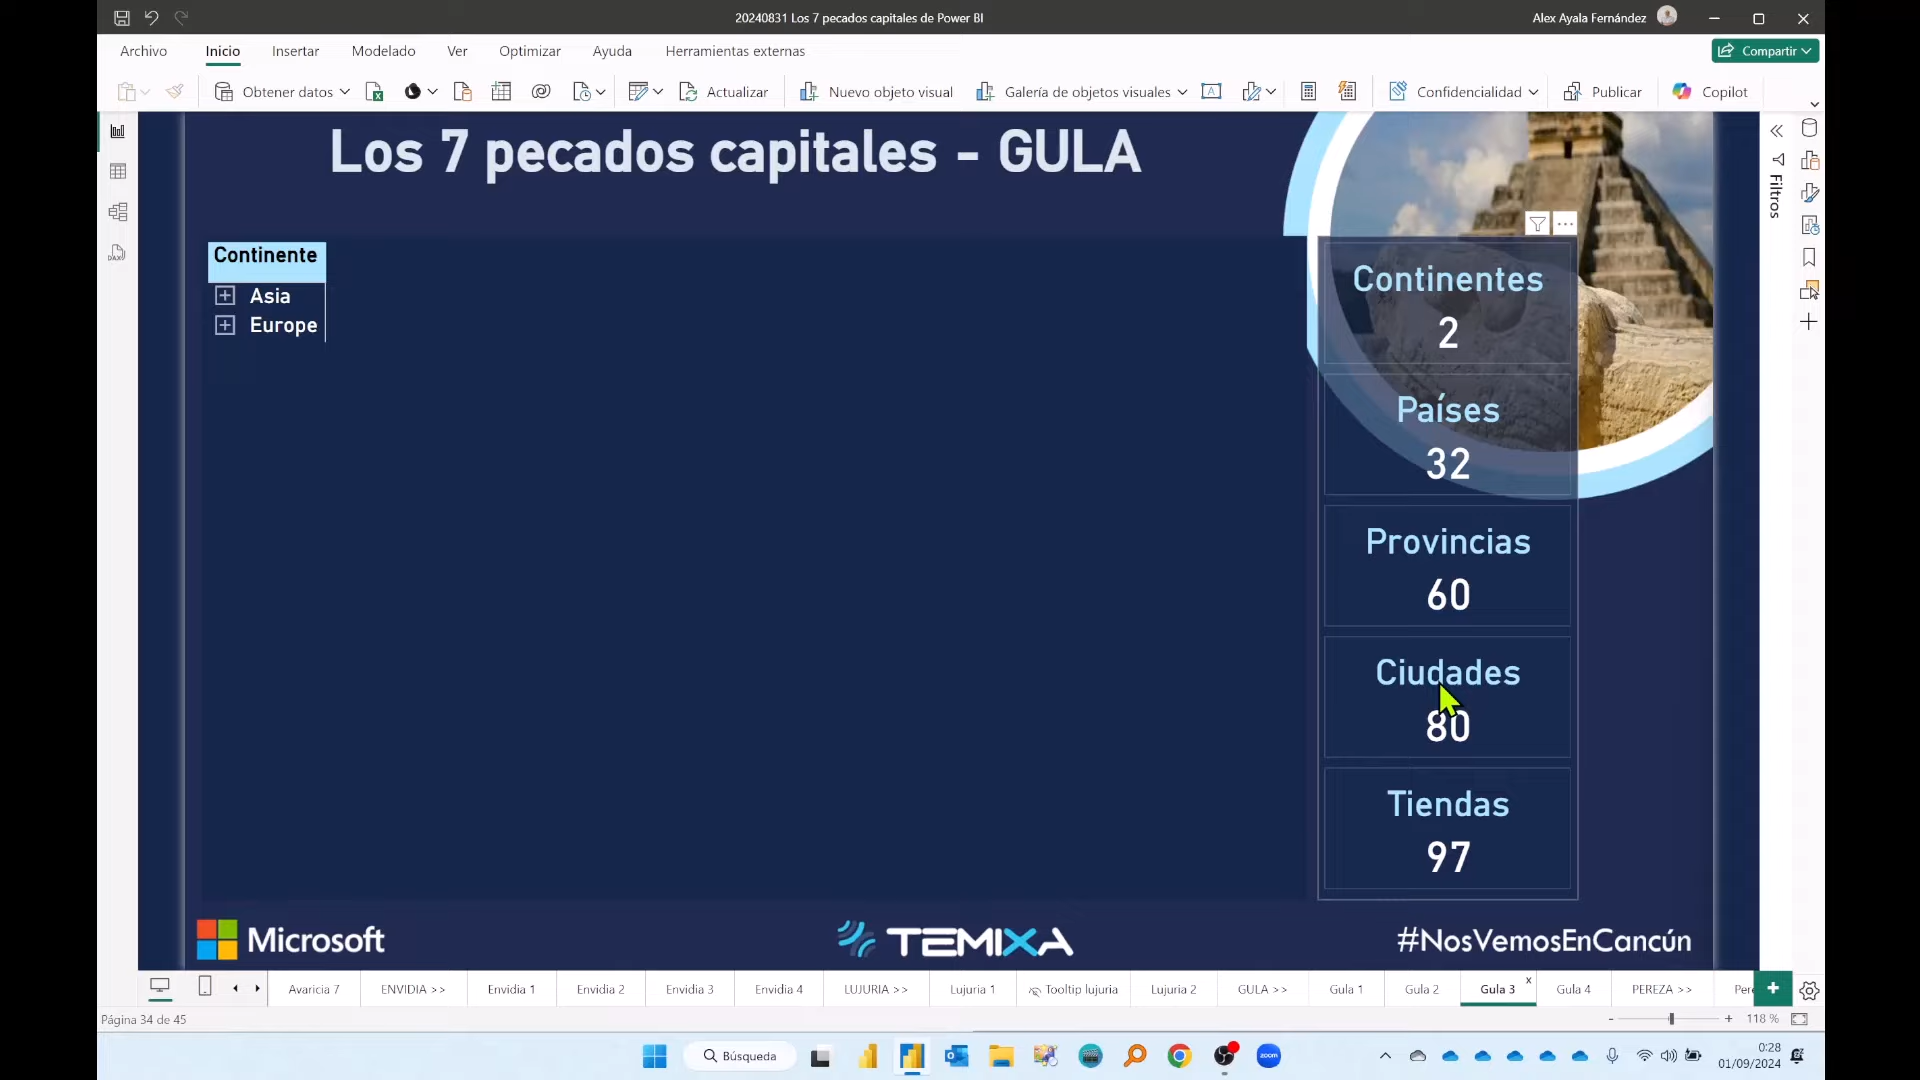 20240831 Los 7 pecados capitales de Power BI
Alex Ayala Fernández
Archivo
Inicio
Insertar
Modelado
Ver
Optimizar
Ayuda
Herramientas externas
Compartir
Obtener datos
Actualizar
Nuevo objeto visual
Galería de objetos visuales
Confidencialidad
Publicar
Copilot
Los 7 pecados capitales - GULA
Filtros
Continente
Asia
Europe
Continentes
2
Países
32
Provincias
60
Ciudades
80
Tiendas
97
Microsoft
TEMIXA
#NosVemosEnCancún
Avaricia 7
ENVIDIA >>
Envidia 1
Envidia 2
Envidia 3
Envidia 4
LUJURIA >>
Lujuria 1
Tooltip lujuria
Lujuria 2
GULA >>
Gula 1
Gula 2
Gula 3
Gula 4
PEREZA >>
Página 34 de 45
118 %
Búsqueda
zoom
0:28
01/09/2024